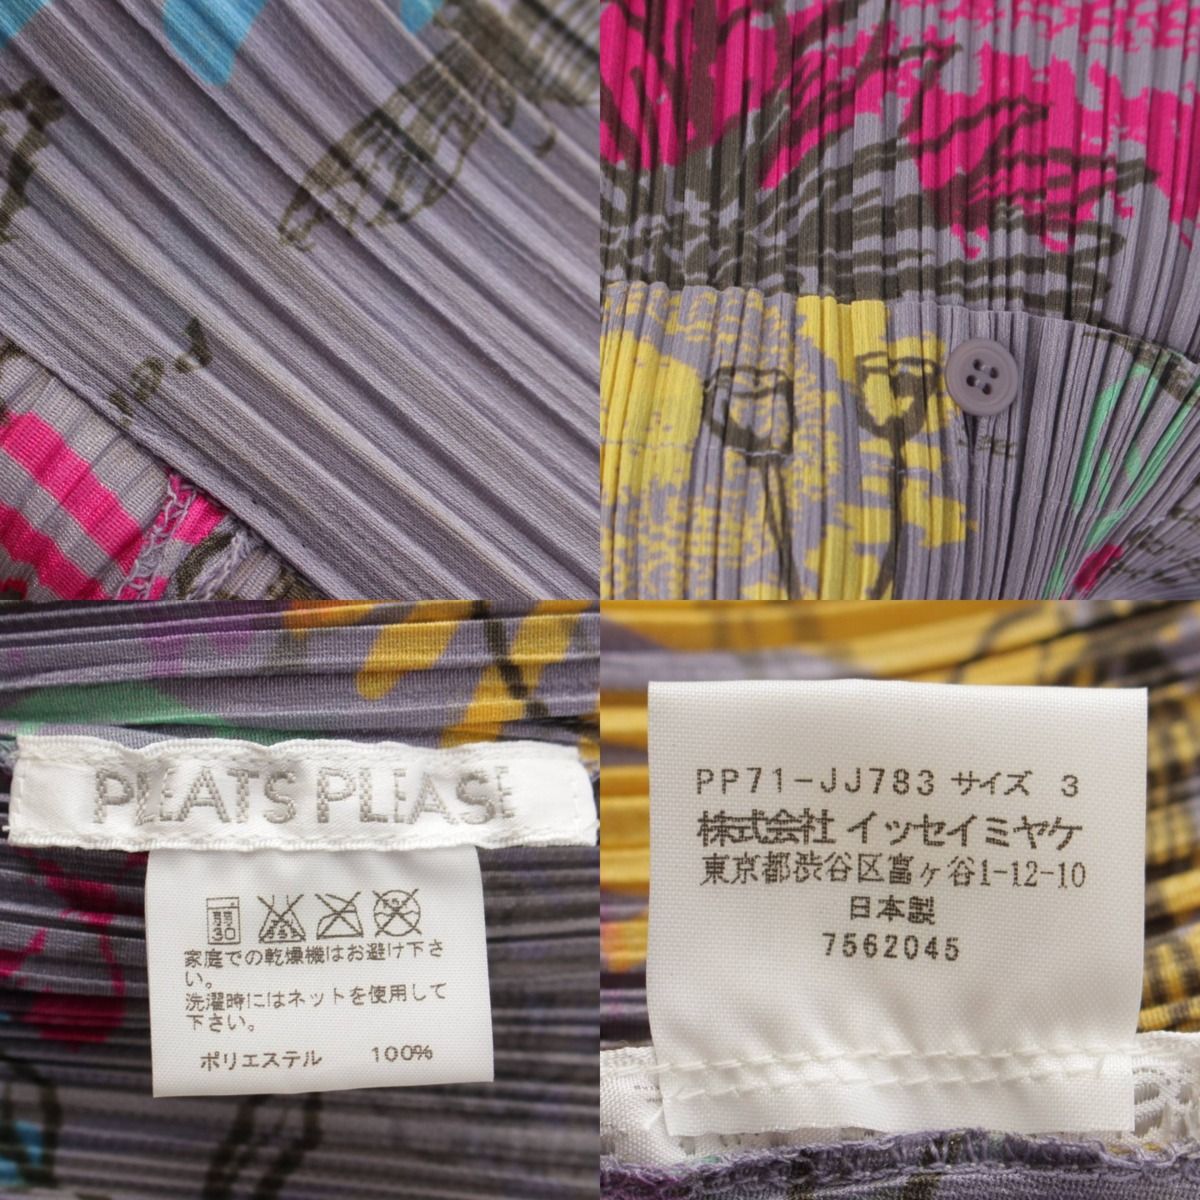 PLEATS PLEASE
弱
30
家庭での乾燥機はお避け下さ
い。
洗濯時にはネットを使用して
下さい。
ポリエステル 100%
PP71-JJ783 サイズ 3
株式会社 イッセイミヤケ
東京都渋谷区富ヶ谷1-12-10
日本製
7562045